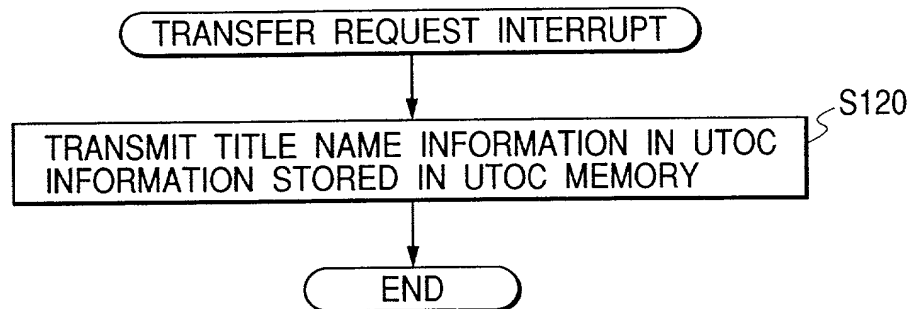 TRANSFER REQUEST INTERRUPT
S120
TRANSMIT TITLE NAME INFORMATION IN UTOC
INFORMATION STORED IN UTOC MEMORY
END